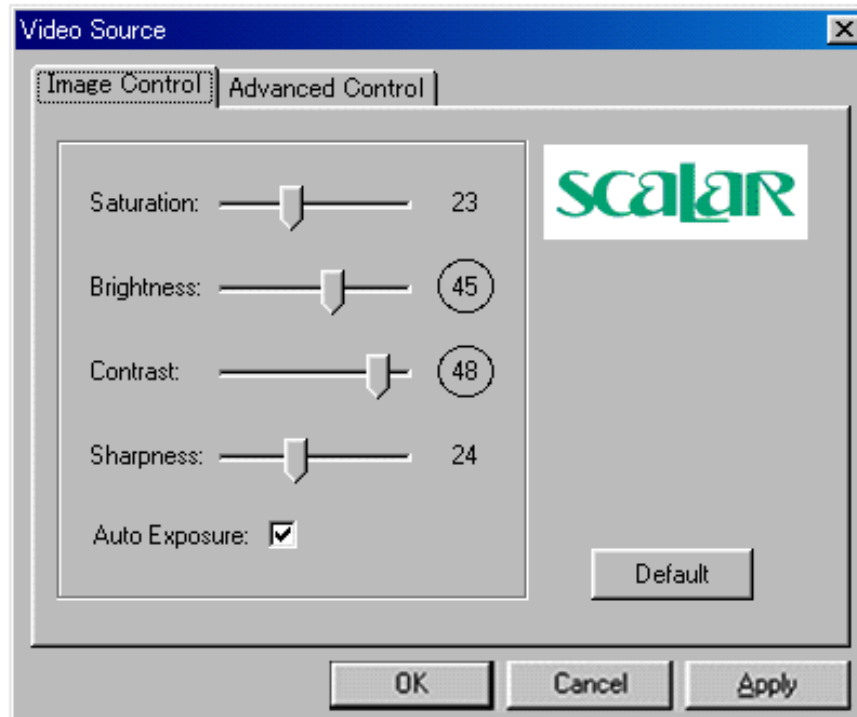 Video Source
Image Control
Advanced Control
Saturation: 23
SCALAR
Brightness: 45
Contrast: 48
Sharpness: 24
Auto Exposure:
Default
OK
Cancel
Apply